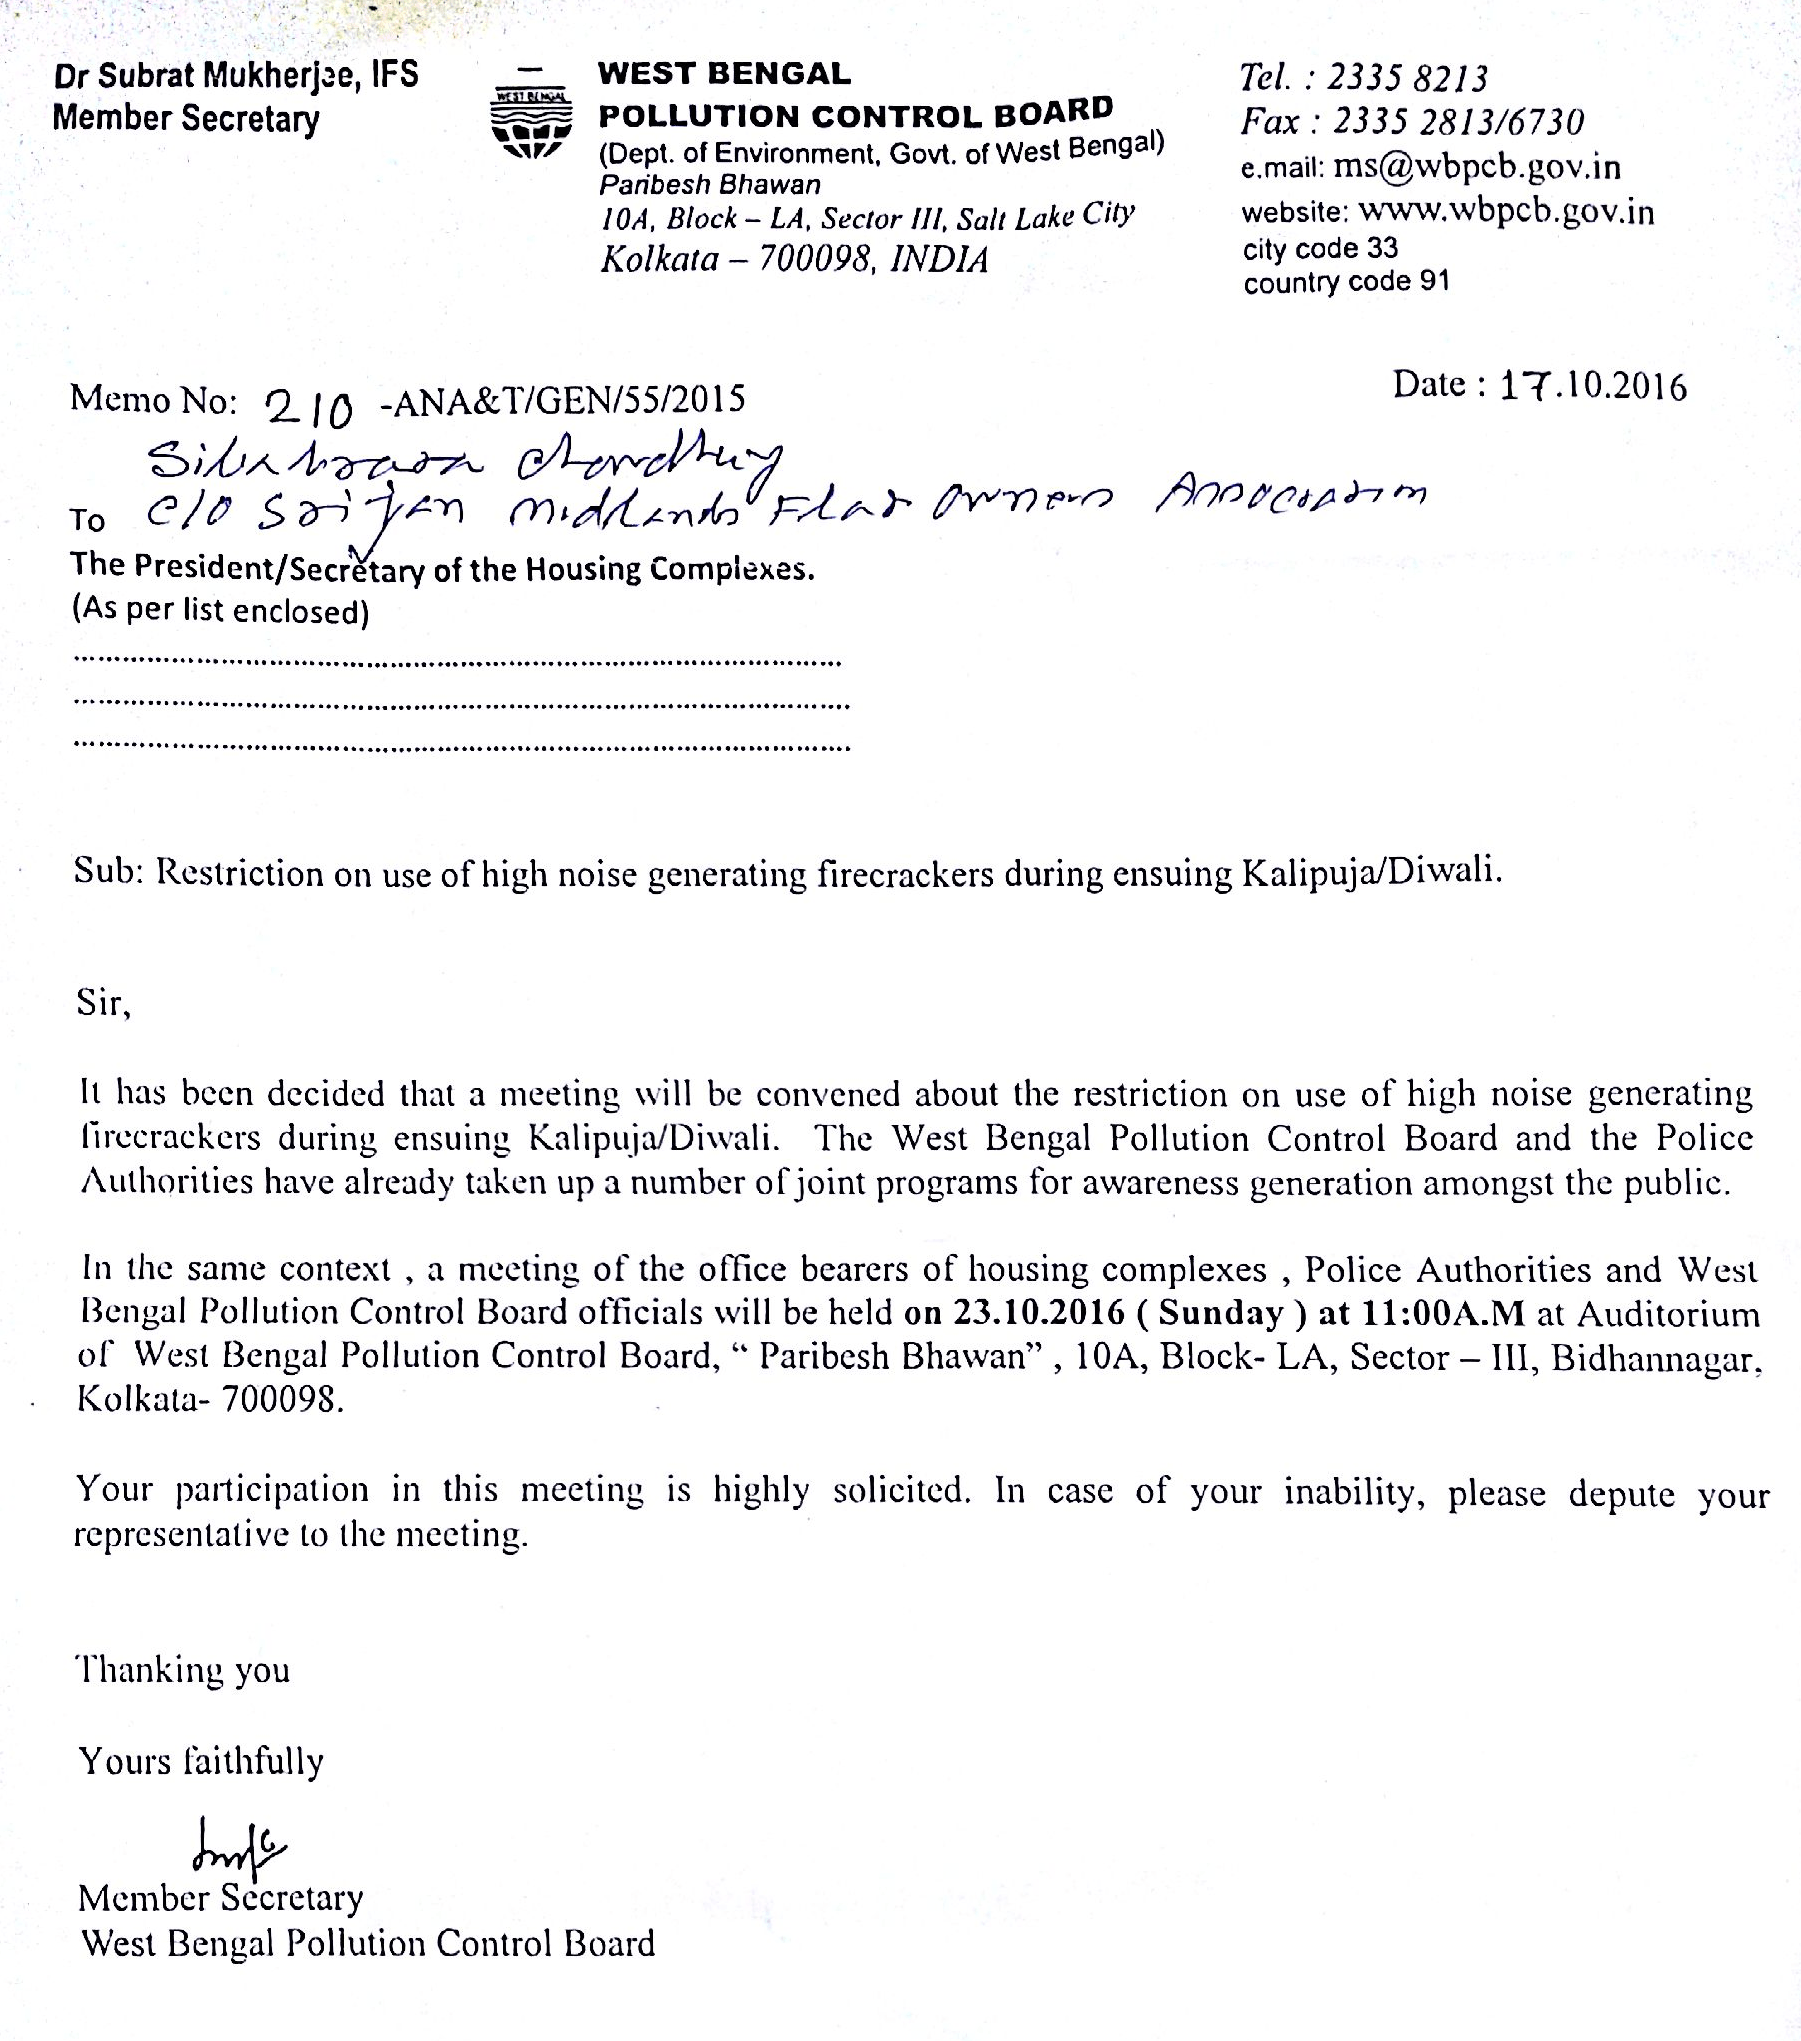 Dr Subrat Mukherjee, IFS
Member Secretary
WEST BENGAL
WEST BENGAL
POLLUTION CONTROL BOARD
(Dept. of Environment, Govt. of West Bengal)
Paribesh Bhawan
10A, Block – LA, Sector III, Salt Lake City
Kolkata – 700098, INDIA
Tel. : 2335 8213
Fax : 2335 2813/6730
e.mail: ms@wbpcb.gov.in
website: www.wbpcb.gov.in
city code 33
country code 91
Memo No: 210 -ANA&T/GEN/55/2015
Date : 17.10.2016
Chowdhury
To C/O Srijan Midlands Flat Owners Association
The President/Secretary of the Housing Complexes.
(As per list enclosed)
Sub: Restriction on use of high noise generating firecrackers during ensuing Kalipuja/Diwali.
Sir,
It has been decided that a meeting will be convened about the restriction on use of high noise generating
firecrackers during ensuing Kalipuja/Diwali. The West Bengal Pollution Control Board and the Police
Authorities have already taken up a number of joint programs for awareness generation amongst the public.
In the same context , a meeting of the office bearers of housing complexes , Police Authorities and West
Bengal Pollution Control Board officials will be held on 23.10.2016 ( Sunday ) at 11:00A.M at Auditorium
of West Bengal Pollution Control Board, “ Paribesh Bhawan” , 10A, Block- LA, Sector – III, Bidhannagar,
Kolkata- 700098.
Your participation in this meeting is highly solicited. In case of your inability, please depute your
representative to the meeting.
Thanking you
Yours faithfully
Member Secretary
West Bengal Pollution Control Board